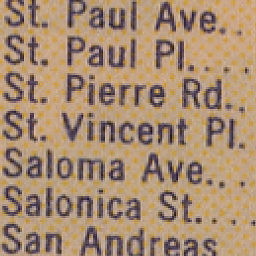 St. Paul Ave..
St. Paul Pl....
St. Pierre Rd..
St. Vincent Pl.
Saloma Ave...
Salonica St....
San Andreas